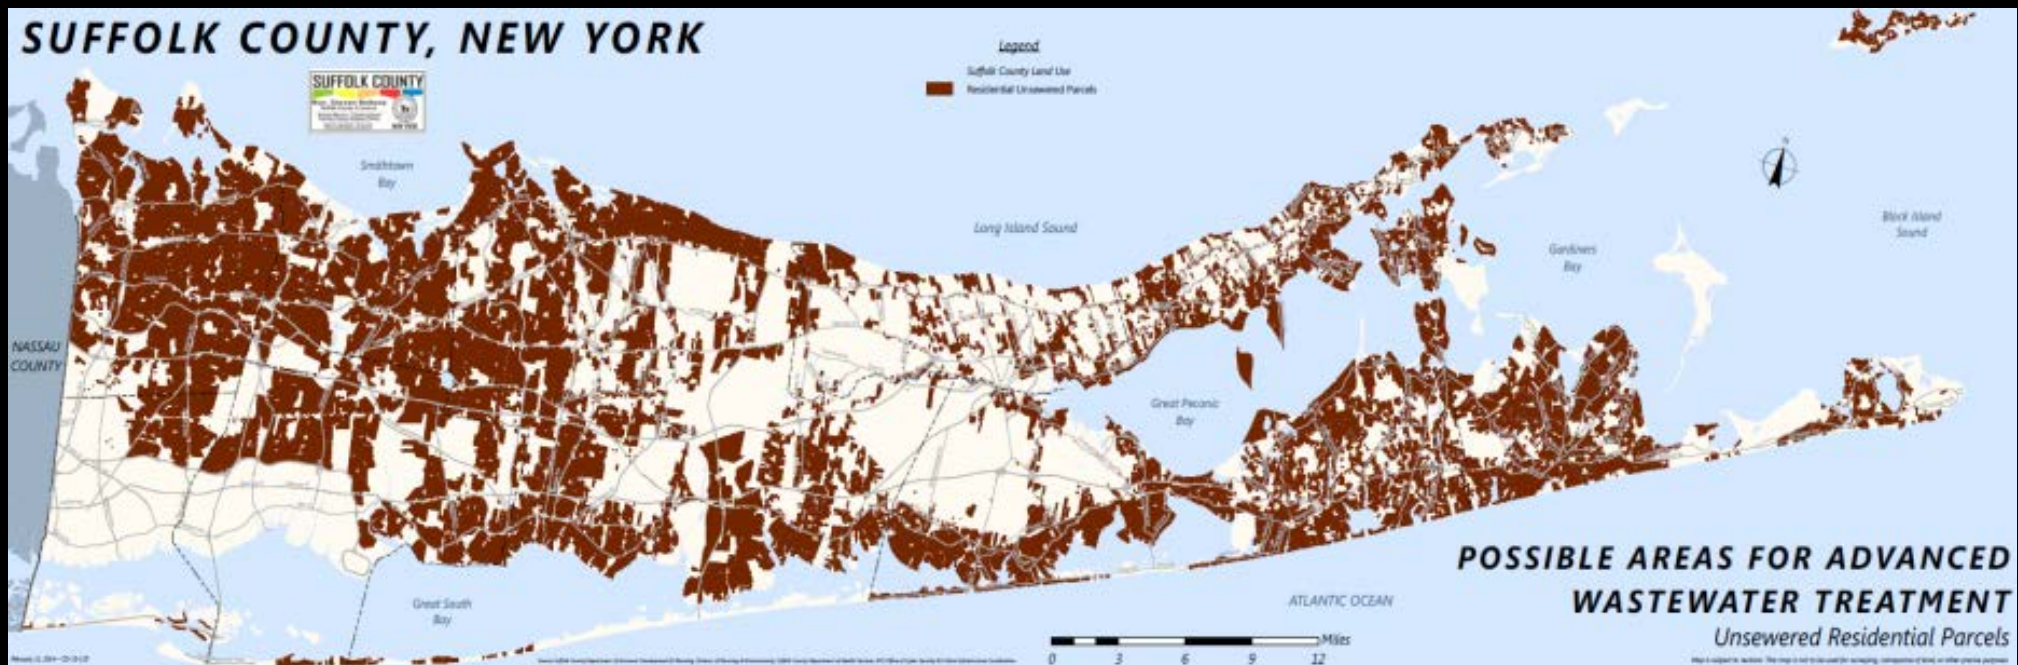 SUFFOLK COUNTY, NEW YORK
SUFFOLK COUNTY
NEW YORK
Legend
Suffolk County Land Use
Residential Unsewered Parcels
Smithtown
Bay
Long Island Sound
N
Block Island
Sound
Gardiners
Bay
NASSAU
COUNTY
Great Peconic
Bay
Great South
Bay
ATLANTIC OCEAN
POSSIBLE AREAS FOR ADVANCED
WASTEWATER TREATMENT
Unsewered Residential Parcels
Miles
0 3 6 9 12